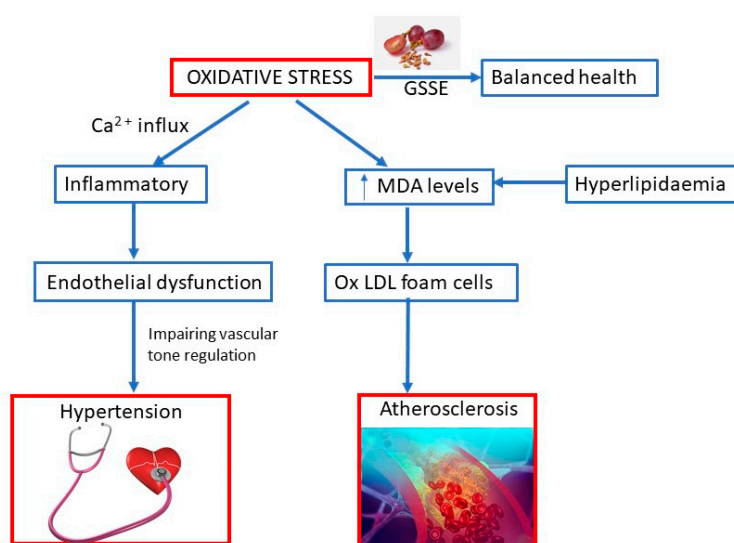 OXIDATIVE STRESS
GSSE
Balanced health
Ca²⁺ influx
Inflammatory
↑ MDA levels
Hyperlipidaemia
Endothelial dysfunction
Ox LDL foam cells
Impairing vascular
tone regulation
Hypertension
Atherosclerosis